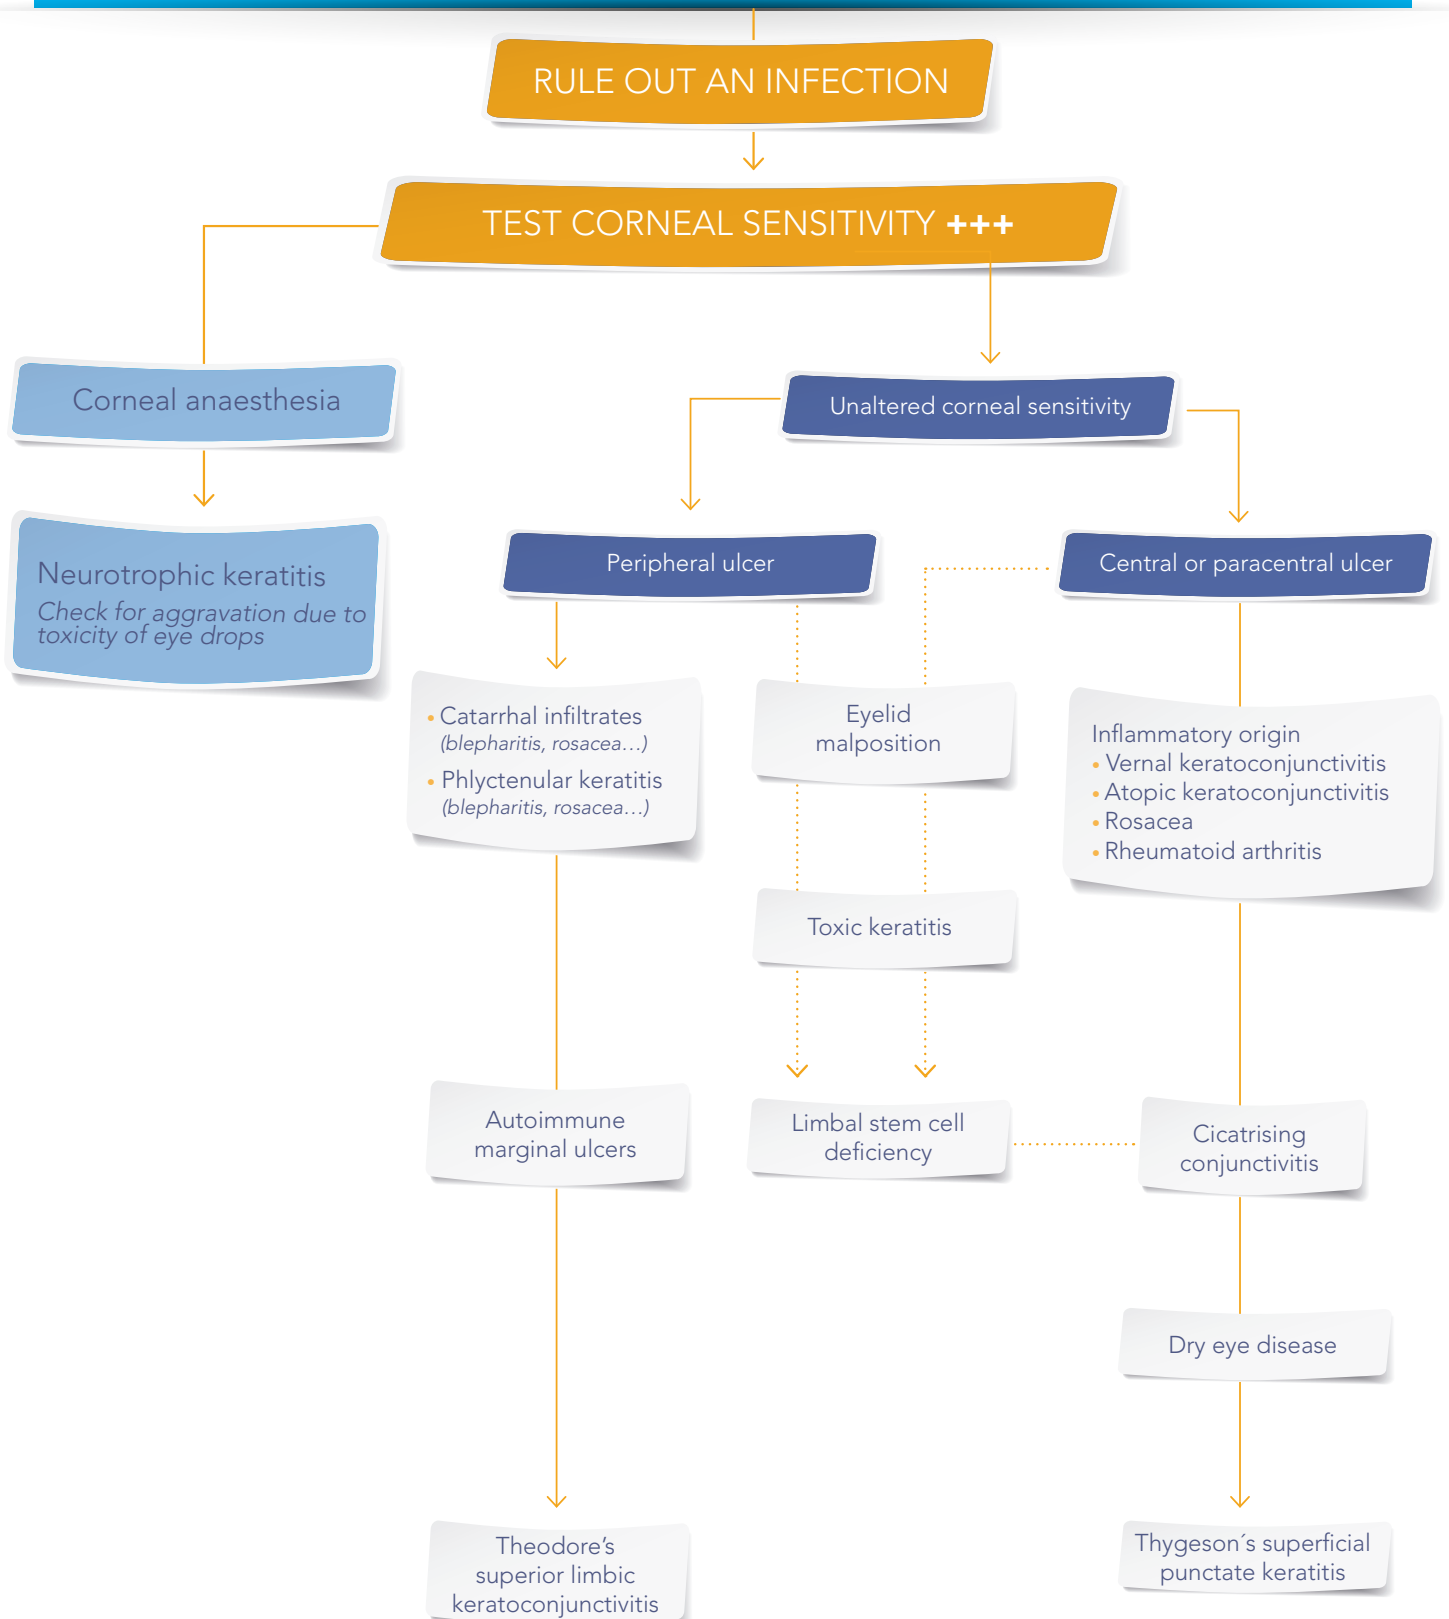 RULE OUT AN INFECTION
TEST CORNEAL SENSITIVITY +++
Corneal anaesthesia
Unaltered corneal sensitivity
Neurotrophic keratitis
Check for aggravation due to
toxicity of eye drops
Peripheral ulcer
Central or paracentral ulcer
• Catarrhal infiltrates
(blepharitis, rosacea…)
• Phlyctenular keratitis
(blepharitis, rosacea…)
Eyelid
malposition
Inflammatory origin
• Vernal keratoconjunctivitis
• Atopic keratoconjunctivitis
• Rosacea
• Rheumatoid arthritis
Toxic keratitis
Autoimmune
marginal ulcers
Limbal stem cell
deficiency
Cicatrising
conjunctivitis
Dry eye disease
Theodore’s
superior limbic
keratoconjunctivitis
Thygeson´s superficial
punctate keratitis